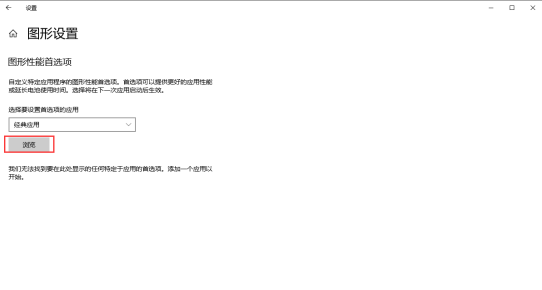 设置
图形设置
图形性能首选项
自定义特定应用程序的图形性能首选项。首选项可以提供更好的应用性能
或延长电池使用时间。选择将在下一次应用启动后生效。
选择要设置首选项的应用
经典应用
浏览
我们无法找到要在此处显示的任何特定于应用的首选项。添加一个应用以
开始。